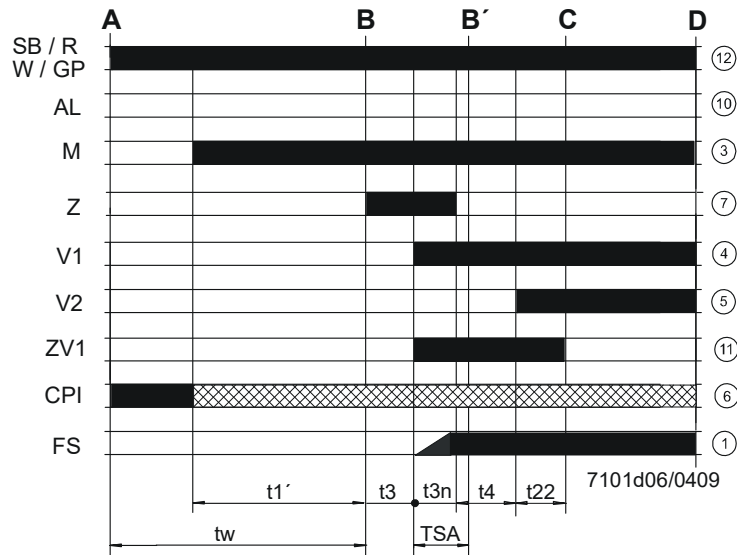 A B B´ C D
SB / R
W / GP 12
AL 10
M 3
Z 7
V1 4
V2 5
ZV1 11
CPI 6
FS 1
7101d06/0409
t1´ t3 t3n t4 t22
tw TSA